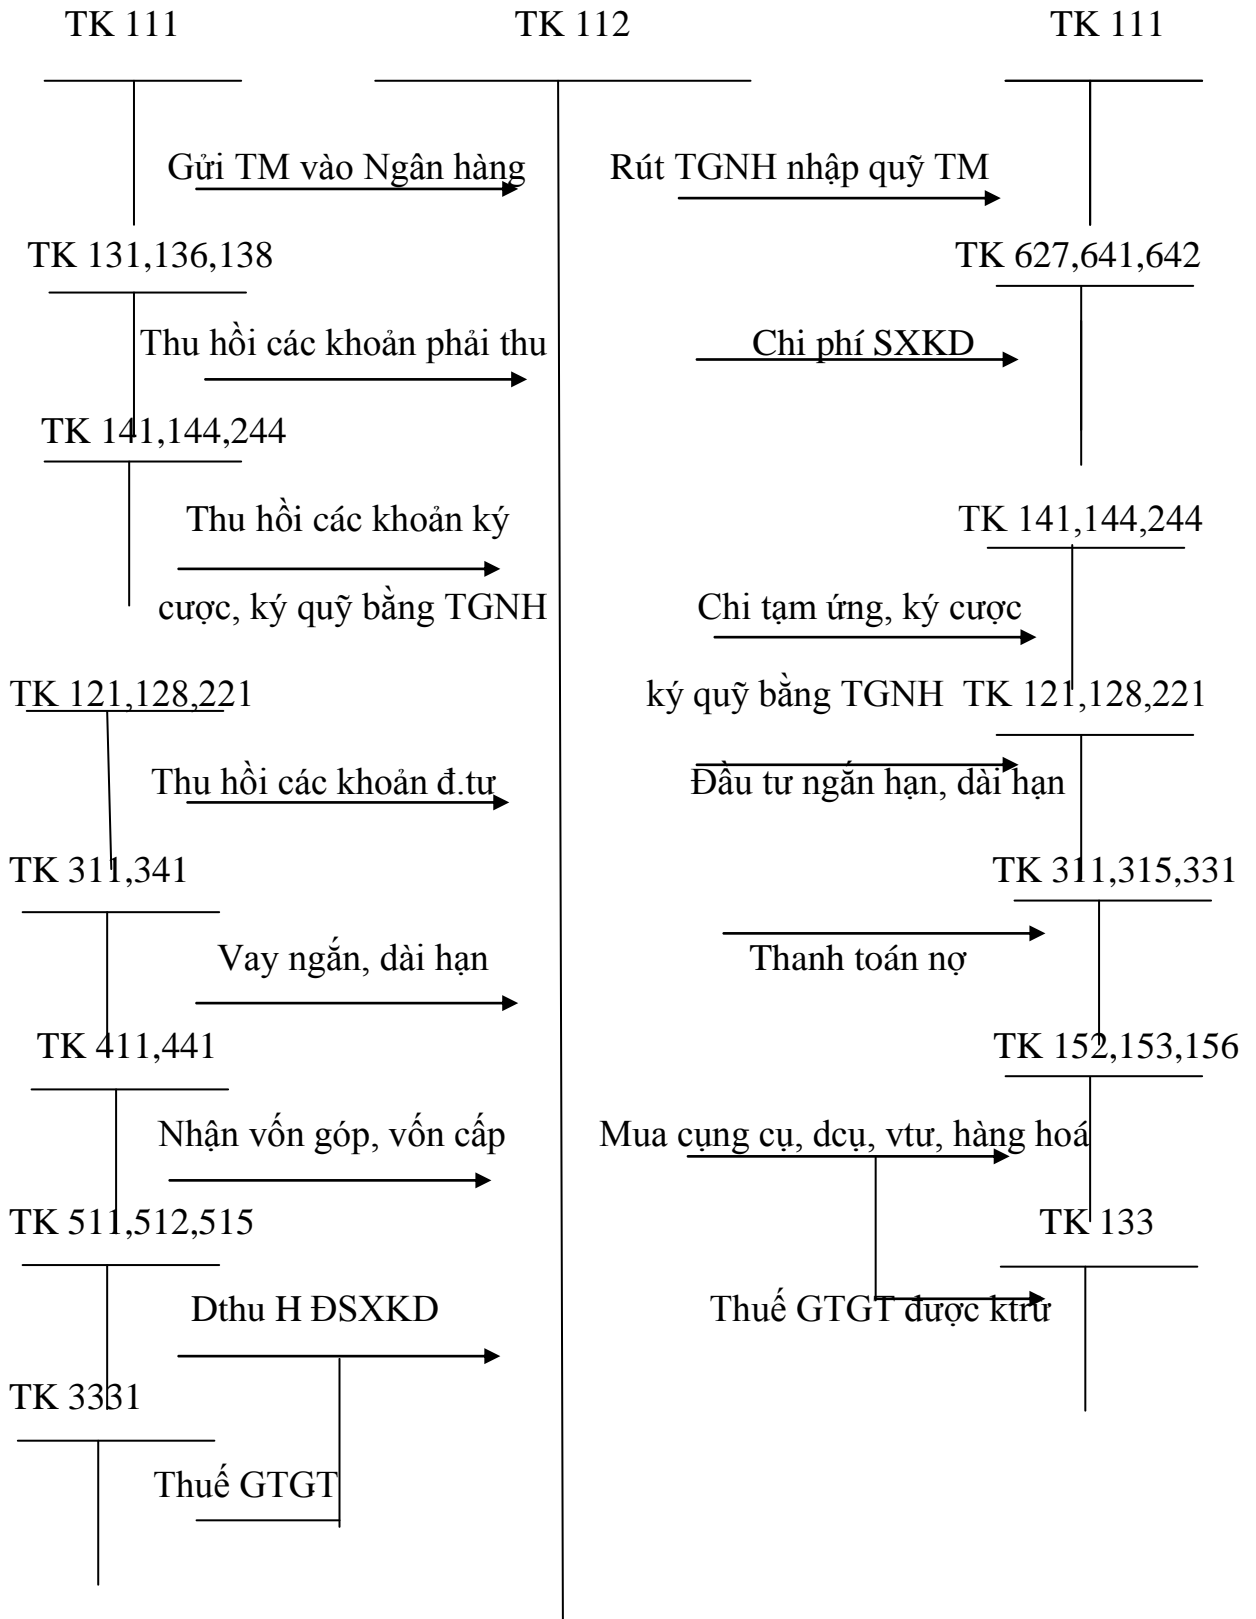 TK 111 TK 112 TK 111
Gửi TM vào Ngân hàng Rút TGNH nhập quỹ TM
TK 131,136,138 TK 627,641,642
Thu hồi các khoản phải thu Chi phí SXKD
TK 141,144,244
Thu hồi các khoản ký TK 141,144,244
cược, ký quỹ bằng TGNH Chi tạm ứng, ký cược
TK 121,128,221 ký quỹ bằng TGNH TK 121,128,221
Thu hồi các khoản đ.tư Đầu tư ngắn hạn, dài hạn
TK 311,341 TK 311,315,331
Vay ngắn, dài hạn Thanh toán nợ
TK 411,441 TK 152,153,156
Nhận vốn góp, vốn cấp Mua cụng cụ, dcụ, vtư, hàng hoá
TK 511,512,515 TK 133
Dthu H ĐSXKD Thuế GTGT được ktrừ
TK 3331
Thuế GTGT